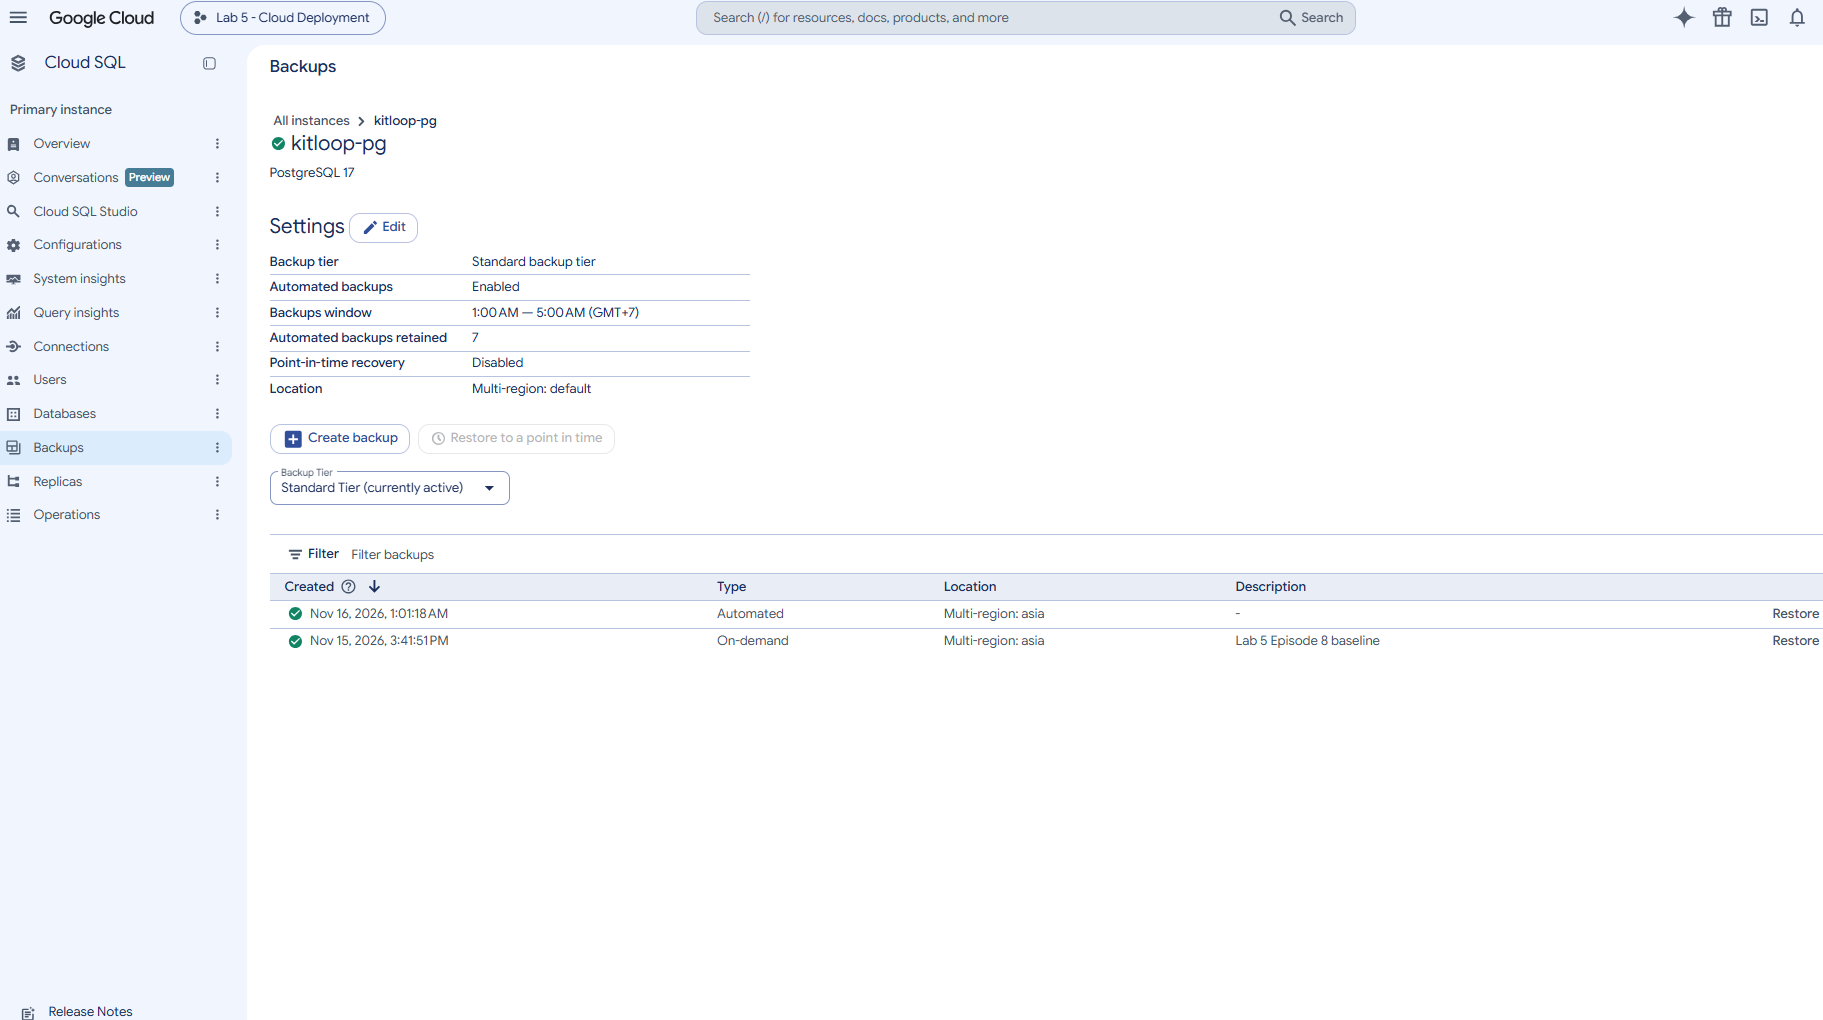 Google Cloud
Lab 5 - Cloud Deployment
Search (/) for resources, docs, products, and more
Search
Cloud SQL
Primary instance
Overview
Conversations Preview
Cloud SQL Studio
Configurations
System insights
Query insights
Connections
Users
Databases
Backups
Replicas
Operations
Release Notes
Backups
All instances > kitloop-pg
kitloop-pg
PostgreSQL 17
Settings Edit
Backup tier Standard backup tier
Automated backups Enabled
Backups window 1:00 AM — 5:00 AM (GMT+7)
Automated backups retained 7
Point-in-time recovery Disabled
Location Multi-region: default
Create backup Restore to a point in time
Backup Tier
Standard Tier (currently active)
Filter Filter backups
Created Type Location Description
Nov 16, 2026, 1:01:18 AM Automated Multi-region: asia - Restore
Nov 15, 2026, 3:41:51 PM On-demand Multi-region: asia Lab 5 Episode 8 baseline Restore